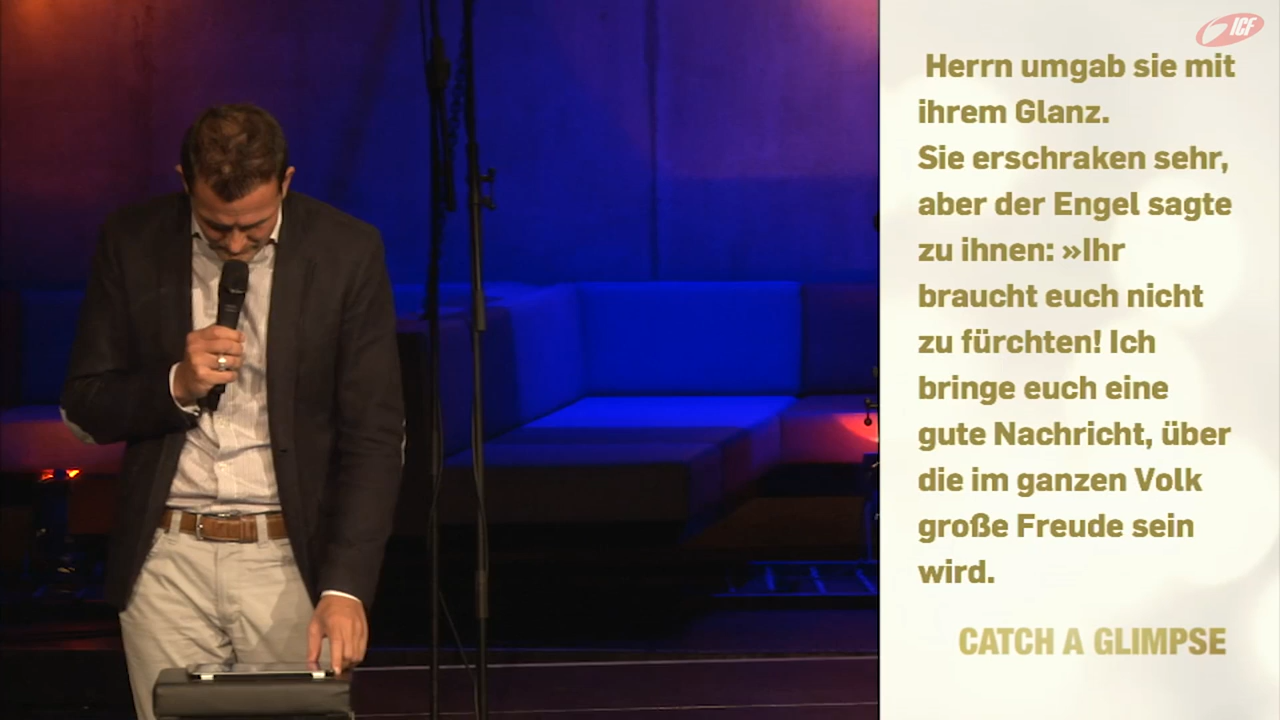 ICF
Herrn umgab sie mit
ihrem Glanz.
Sie erschraken sehr,
aber der Engel sagte
zu ihnen: »Ihr
braucht euch nicht
zu fürchten! Ich
bringe euch eine
gute Nachricht, über
die im ganzen Volk
große Freude sein
wird.
CATCH A GLIMPSE